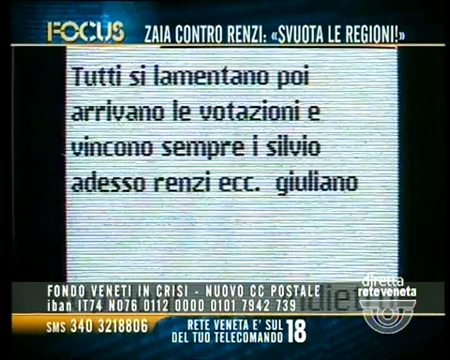 FOCUS
ZAIA CONTRO RENZI: «SVUOTA LE REGIONI!»
Tutti si lamentano poi
arrivano le votazioni e
vincono sempre i silvio
adesso renzi ecc. giuliano
diretta
reteveneta
FONDO VENETI IN CRISI - NUOVO CC POSTALE
iban IT74 N076 0112 0000 0101 7942 739
SMS 340 3218806
RETE VENETA E' SUL
DEL TUO TELECOMANDO
18